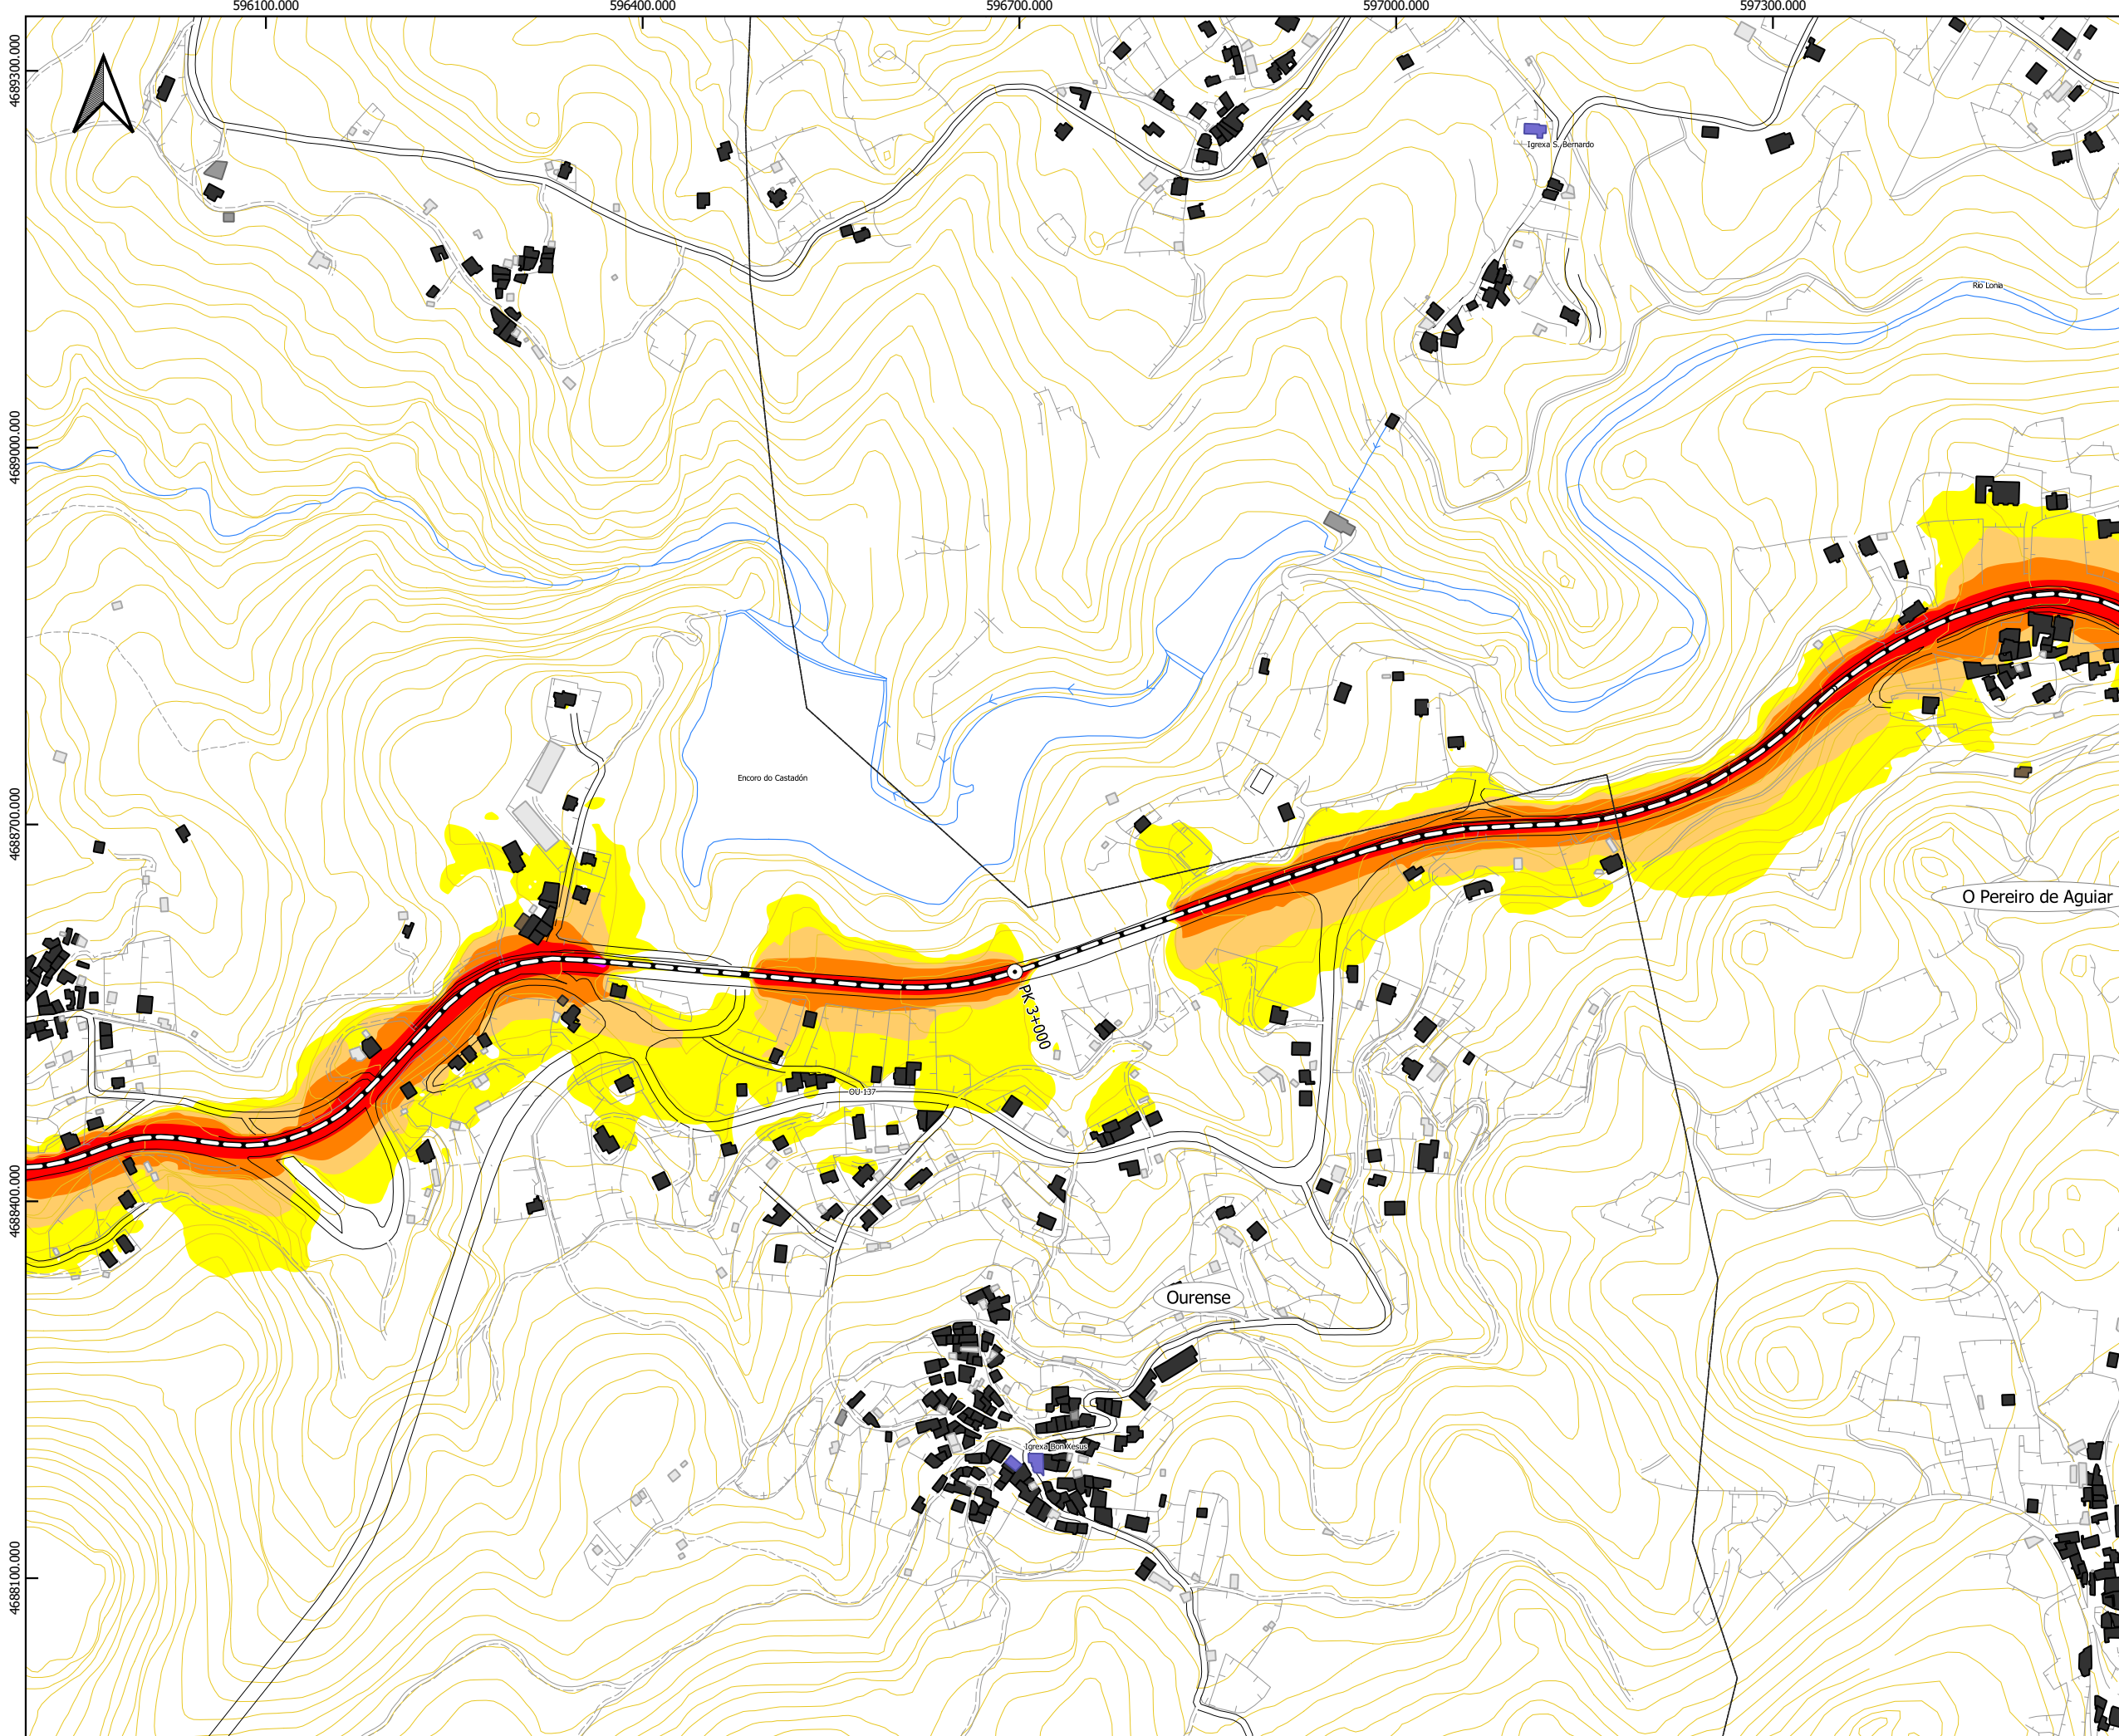 596100.000
596400.000
596700.000
597000.000
597300.000
4689300.000
Igrexa S. Bernardo
Rio Lonia
4689000.000
Encoro do Castadón
4688700.000
O Pereiro de Aguiar
PK 3+000
OU-137
4688400.000
Ourense
Igrexa Bon Xesus
4688100.000